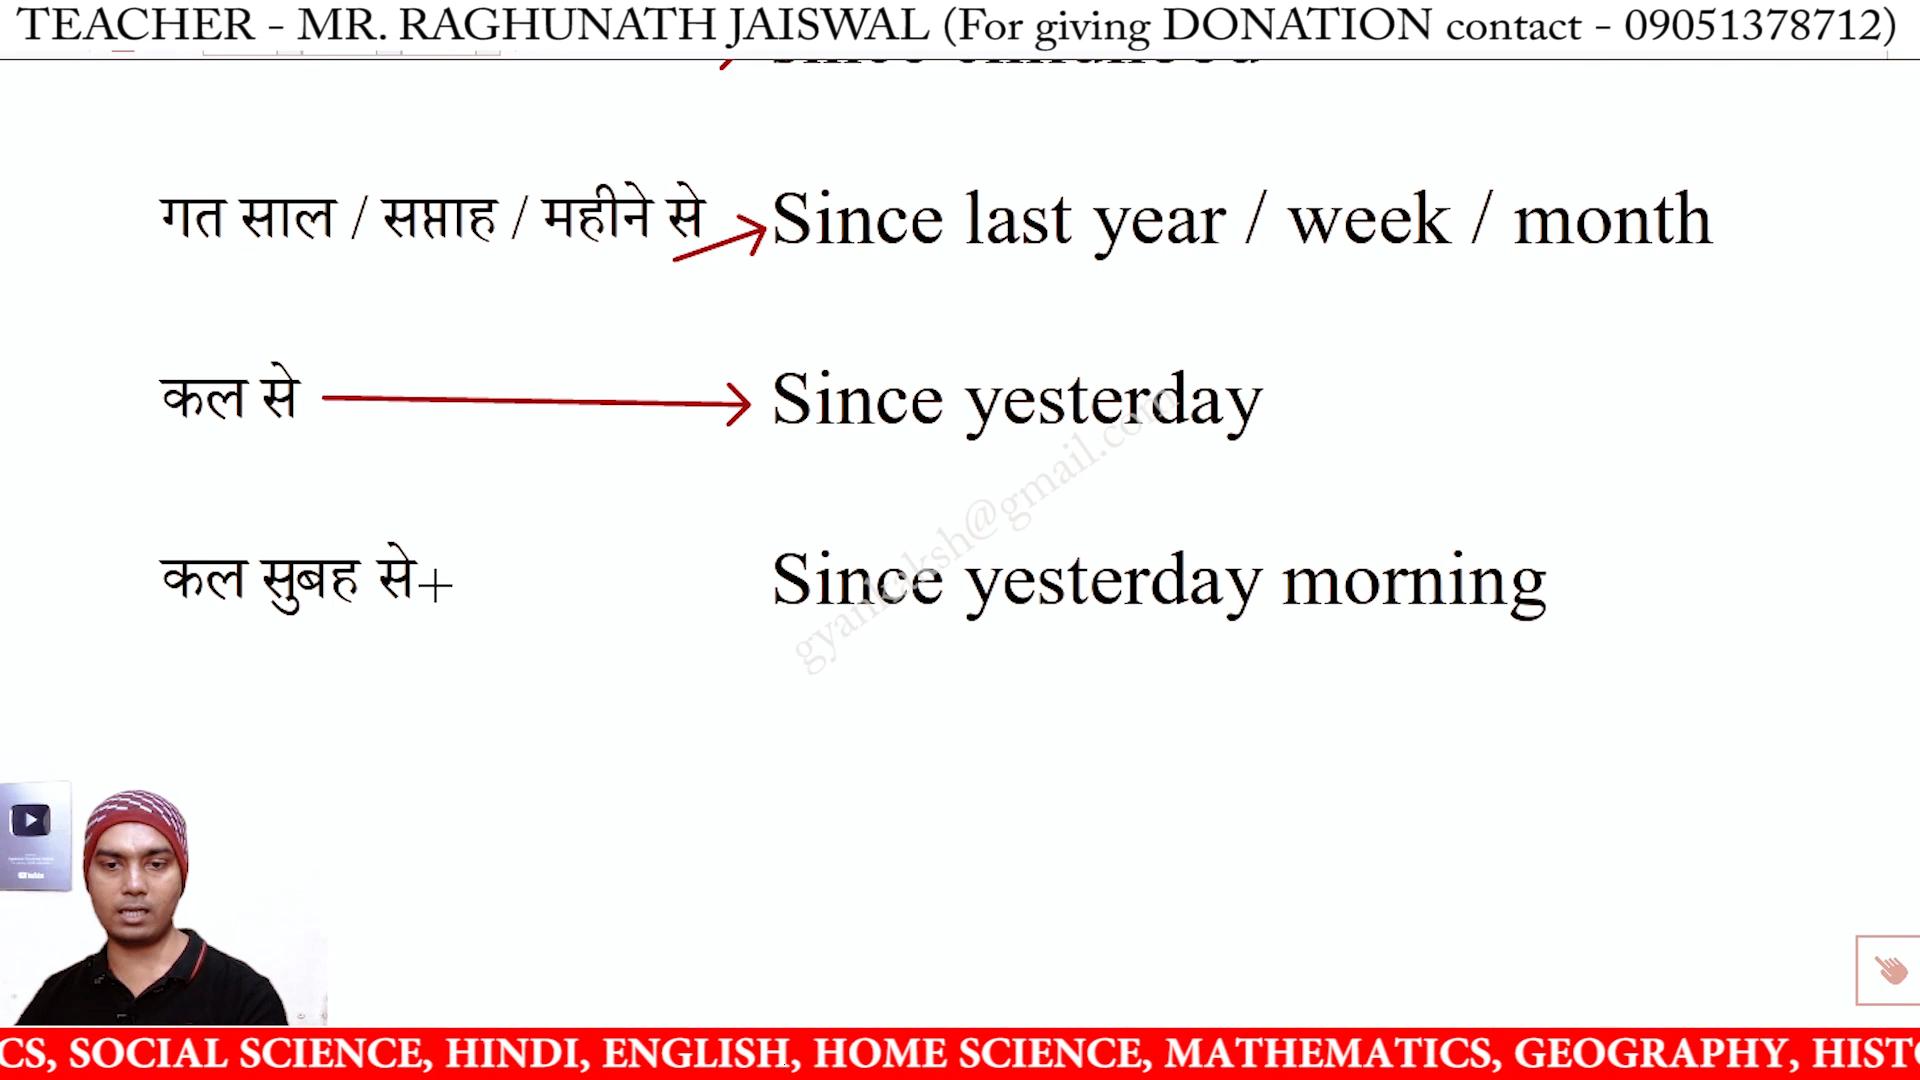 TEACHER - MR. RAGHUNATH JAISWAL (For giving DONATION contact - 09051378712)
गत साल / सप्ताह / महीने से Since last year / week / month
कल से Since yesterday
कल सुबह से Since yesterday morning
CS, SOCIAL SCIENCE, HINDI, ENGLISH, HOME SCIENCE, MATHEMATICS, GEOGRAPHY, HIST